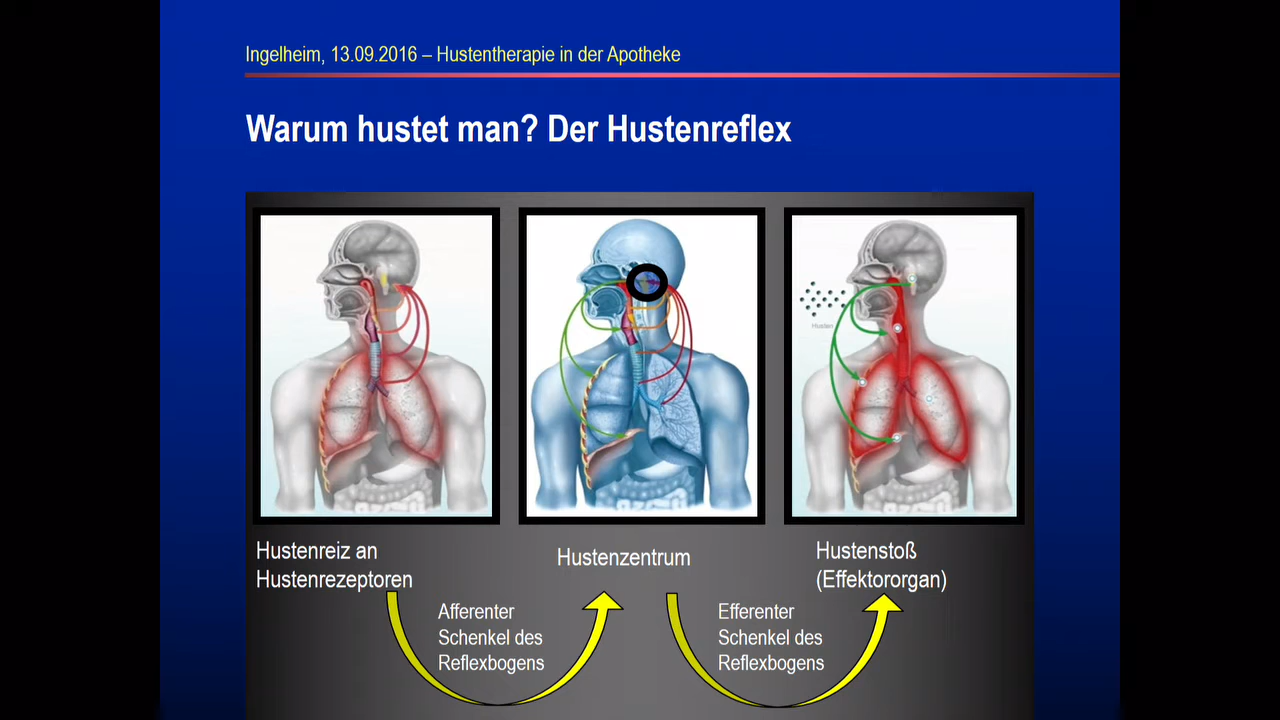 Ingelheim, 13.09.2016 – Hustentherapie in der Apotheke
Warum hustet man? Der Hustenreflex
Husten
Hustenreiz an
Hustenrezeptoren
Hustenzentrum
Hustenstoß
(Effektororgan)
Afferenter
Schenkel des
Reflexbogens
Efferenter
Schenkel des
Reflexbogens